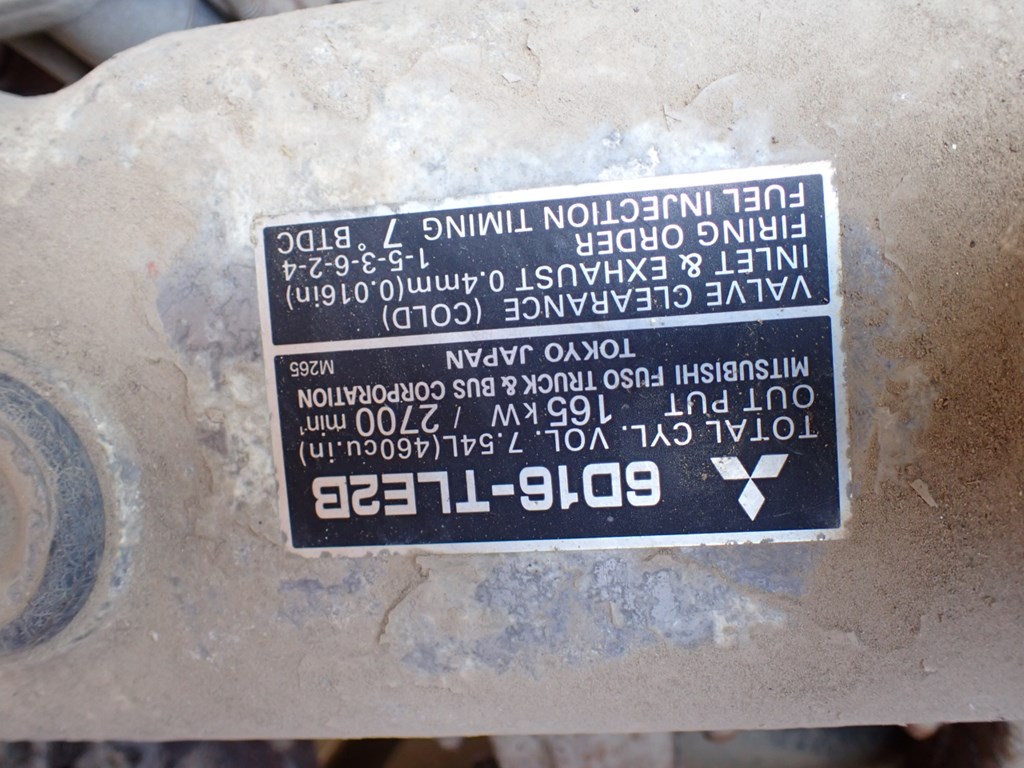 6D16-TLE2B
TOTAL CYL. VOL. 7.54L(460cu.in)
OUT PUT 165kW / 2700 min⁻¹
MITSUBISHI FUSO TRUCK & BUS CORPORATION
TOKYO JAPAN M265
VALVE CLEARANCE (COLD)
INLET & EXHAUST 0.4mm(0.016in)
FIRING ORDER 1-5-3-6-2-4
FUEL INJECTION TIMING 7° BTDC